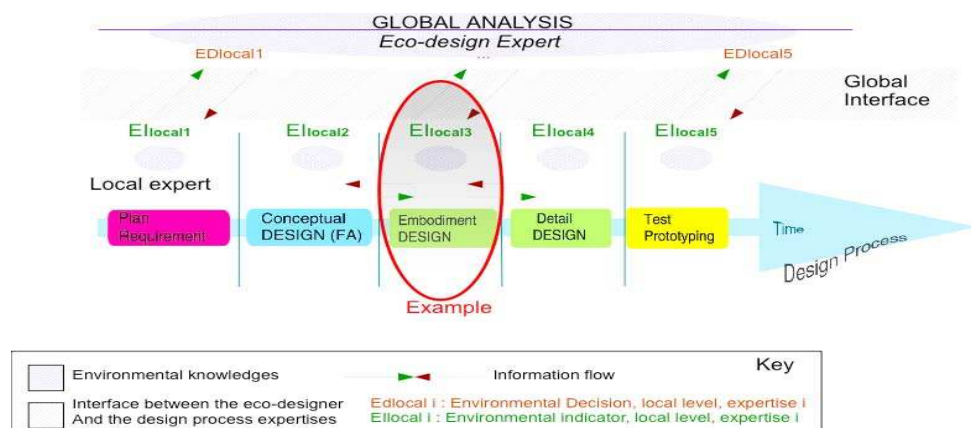 GLOBAL ANALYSIS
Eco-design Expert
...
EDlocal1
EDlocal5
Global
Interface
EIlocal1
EIlocal2
EIlocal3
EIlocal4
EIlocal5
Local expert
Plan
Requirement
Conceptual
DESIGN (FA)
Embodiment
DESIGN
Detail
DESIGN
Test
Prototyping
Time
Design Process
Example
Key
Environmental knowledges
Information flow
Interface between the eco-designer
And the design process expertises
Edlocal i : Environmental Decision, local level, expertise i
EIlocal i : Environmental indicator, local level, expertise i